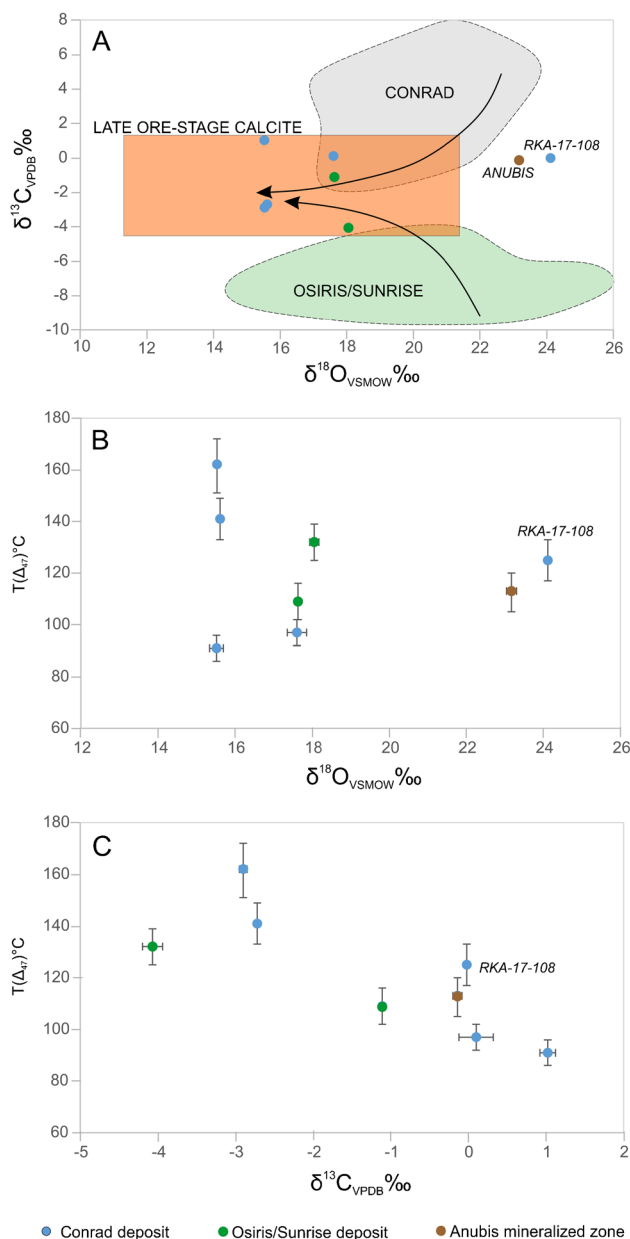 A
8
4
2
0
-2
-4
-6
-8
-10
δ13CVPDB‰
CONRAD
LATE ORE-STAGE CALCITE
RKA-17-108
ANUBIS
OSIRIS/SUNRISE
10 12 14 16 18 20 22 24 26
δ18OVSMOW‰
B
180
160
140
120
100
80
60
T(Δ47)°C
RKA-17-108
12 14 16 18 20 22 24 26
δ18OVSMOW‰
C
180
160
140
120
100
80
60
T(Δ47)°C
RKA-17-108
-5 -4 -3 -2 -1 0 1 2
δ13CVPDB‰
Conrad deposit Osiris/Sunrise deposit Anubis mineralized zone